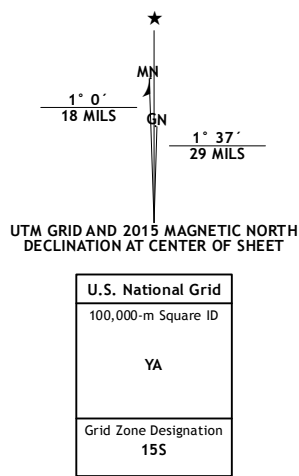 ★
MN
1° 0´
18 MILS
GN
1° 37´
29 MILS
UTM GRID AND 2015 MAGNETIC NORTH
DECLINATION AT CENTER OF SHEET
U.S. National Grid
100,000-m Square ID
YA
Grid Zone Designation
15S